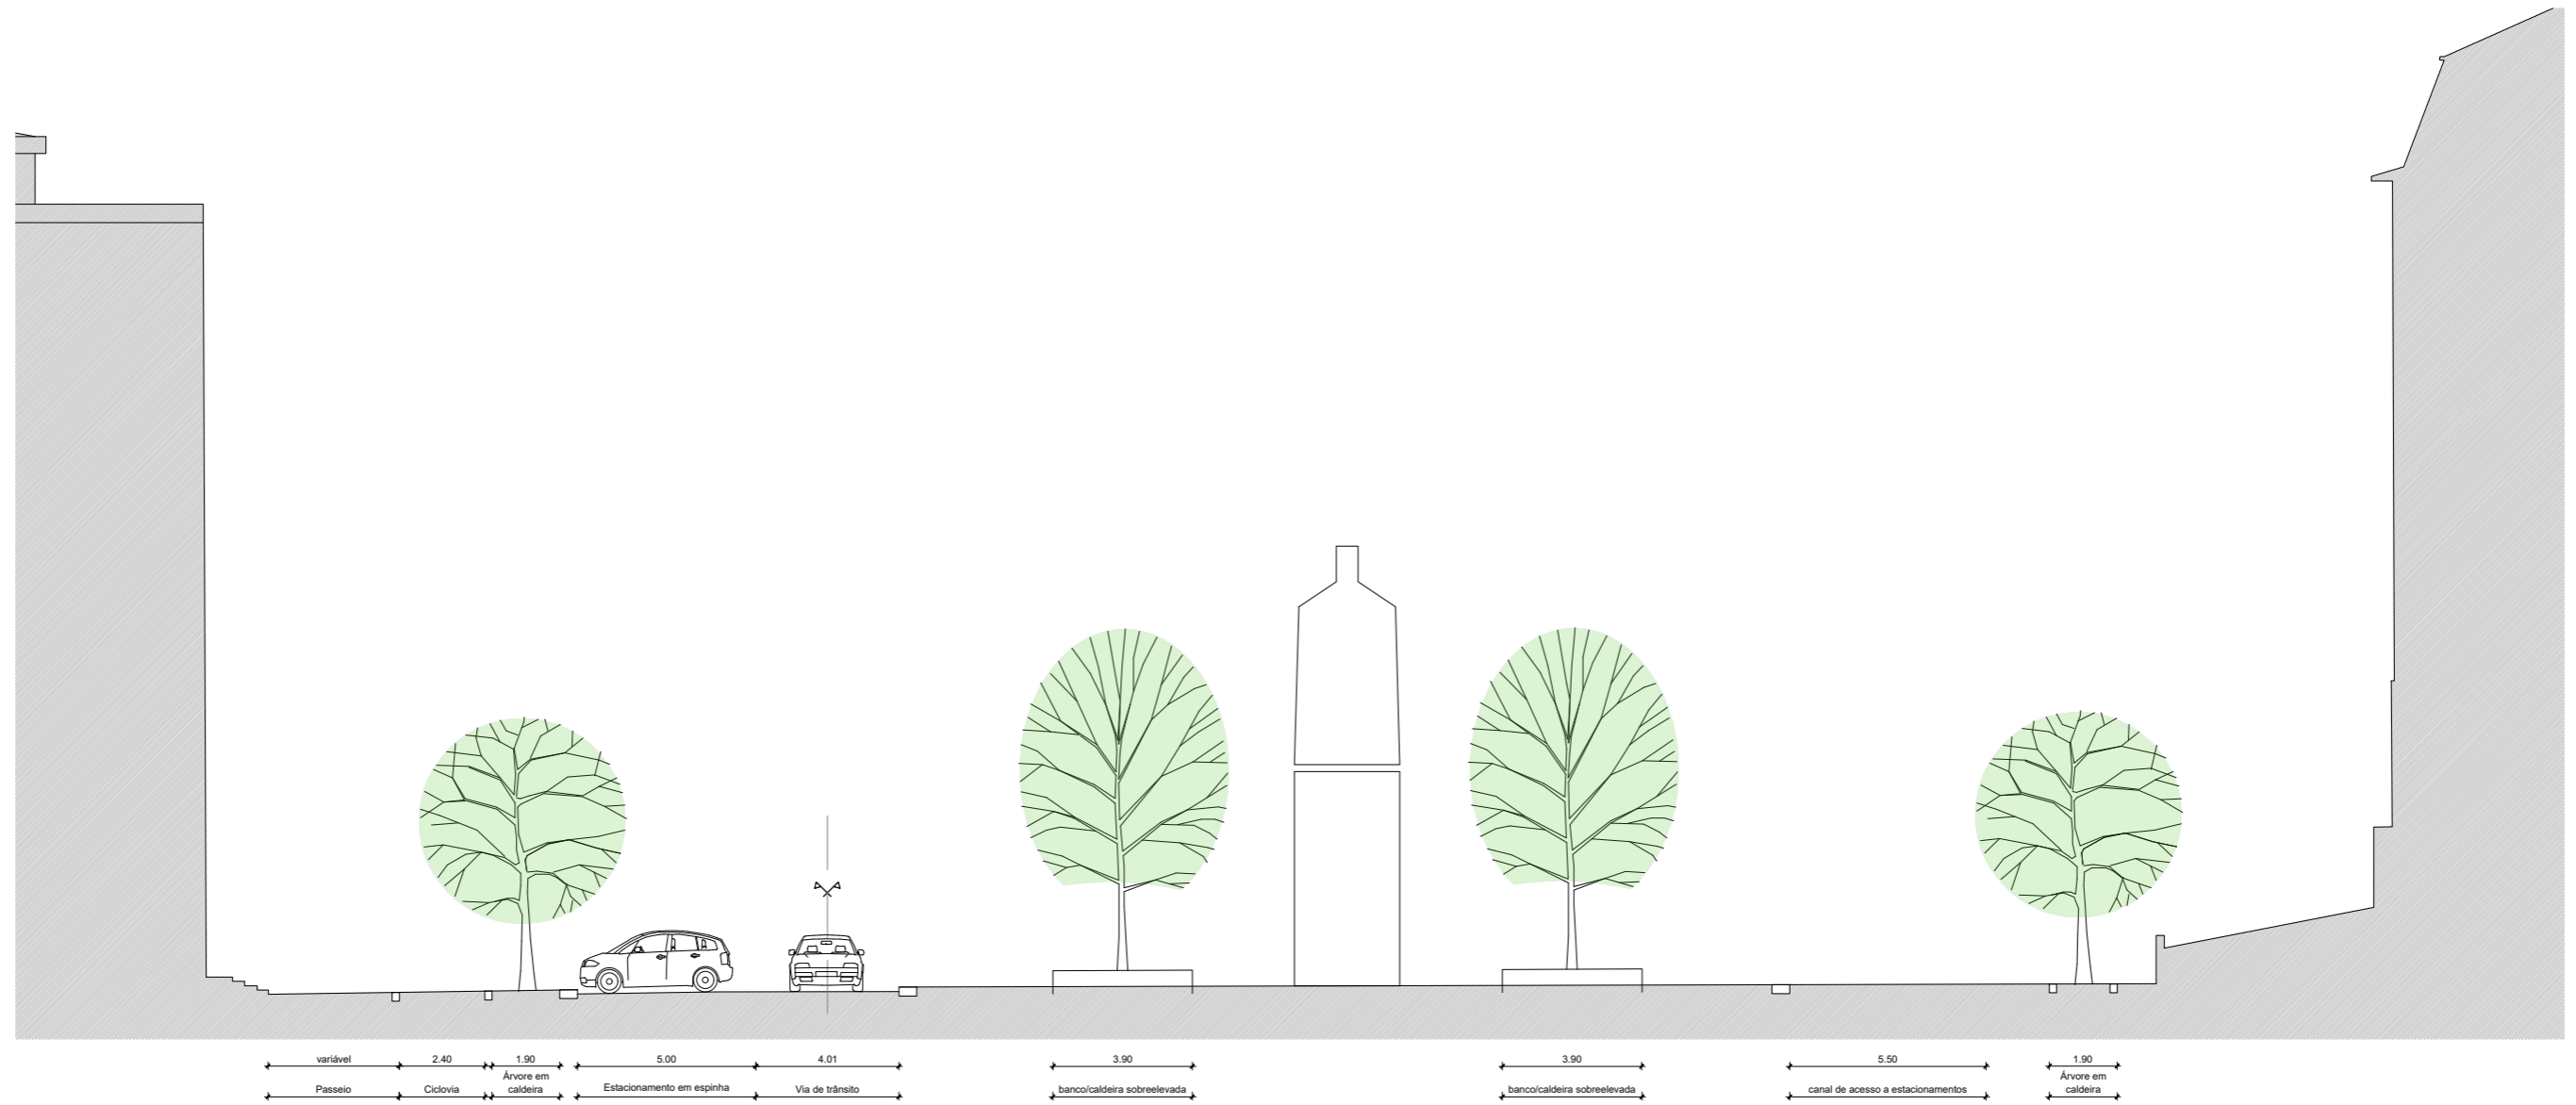 variável 2.40 1.90 5.00 4.01 3.90 3.90 5.50 1.90
Passeio Ciclovia Árvore em Estacionamento em espinha Via de trânsito banco/caldeira sobreelevada banco/caldeira sobreelevada canal de acesso a estacionamentos Árvore em
caldeira caldeira